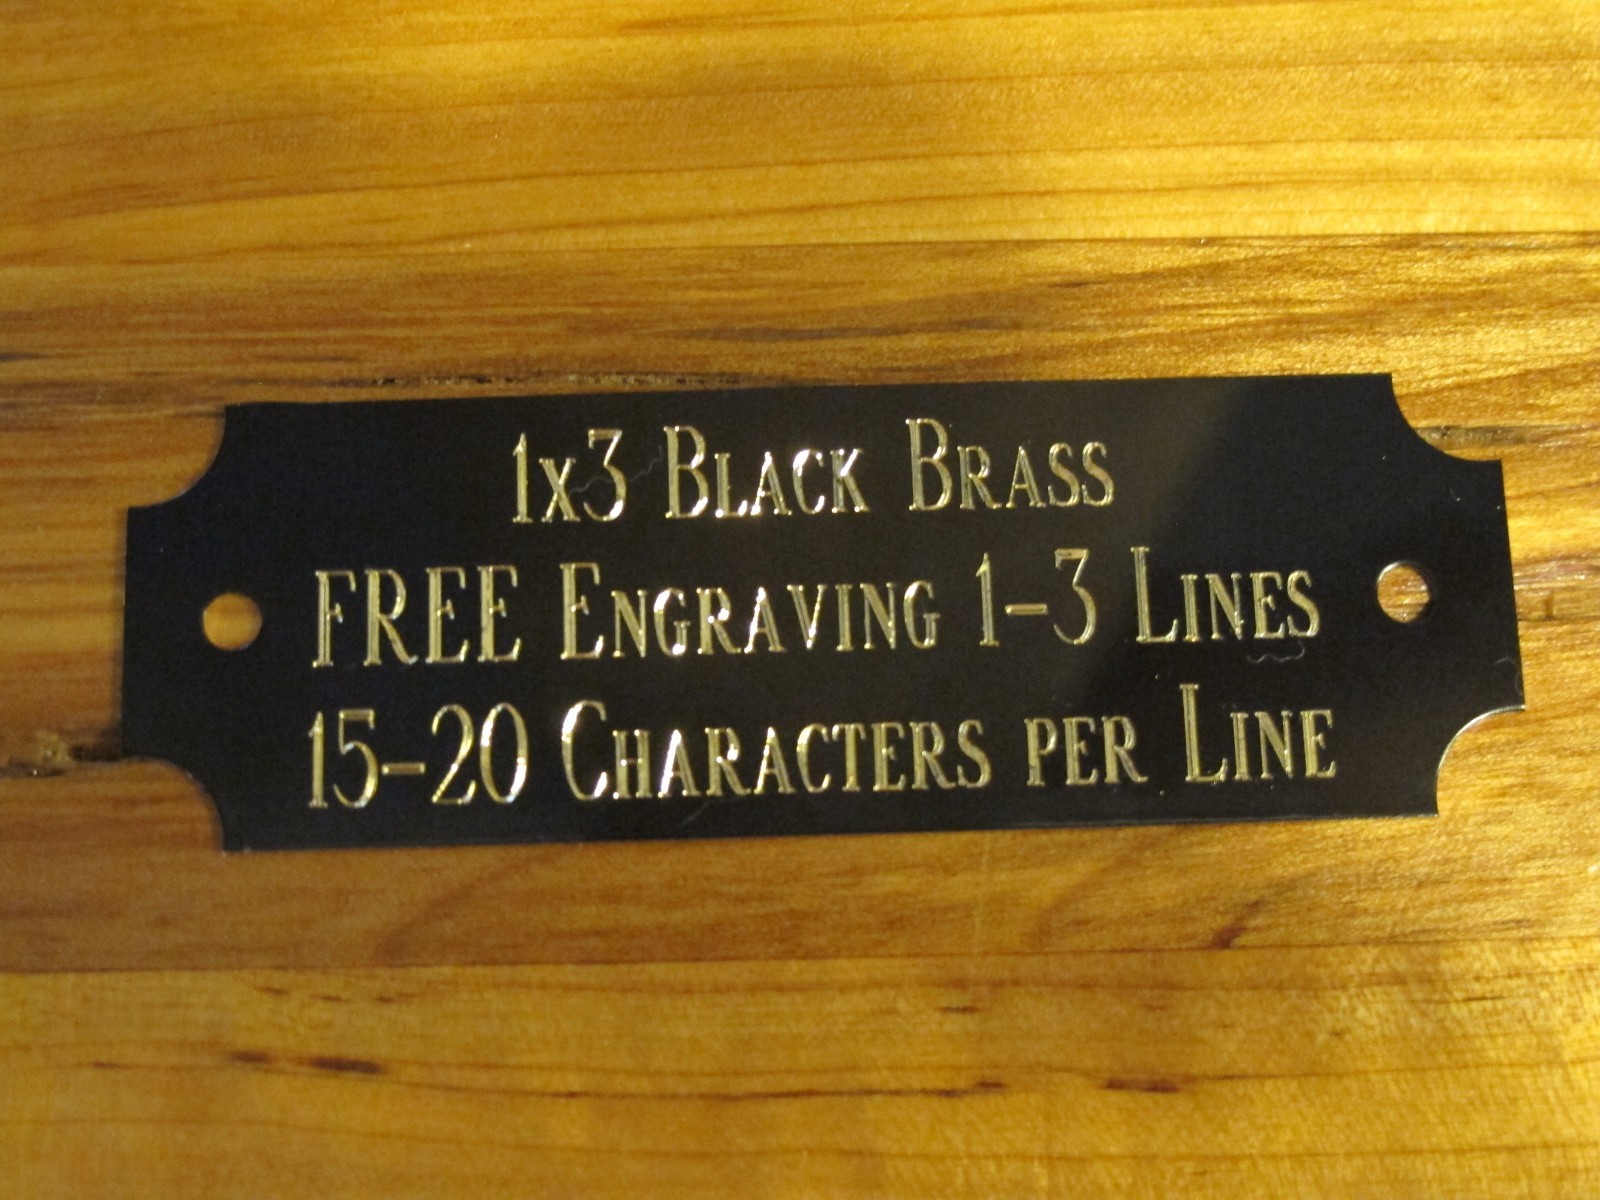 1x3 Black Brass
FREE Engraving 1-3 Lines
15-20 Characters per Line